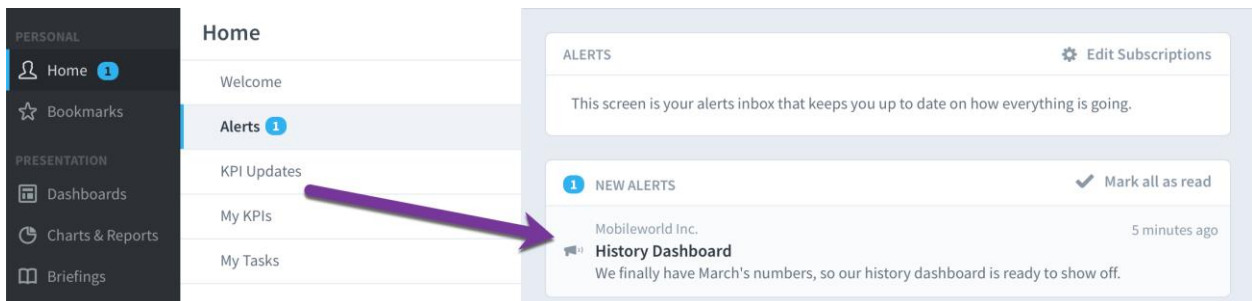 PERSONAL
Home 1
Bookmarks
PRESENTATION
Dashboards
Charts & Reports
Briefings
Home
Welcome
Alerts 1
KPI Updates
My KPIs
My Tasks
ALERTS
Edit Subscriptions
This screen is your alerts inbox that keeps you up to date on how everything is going.
1 NEW ALERTS
Mark all as read
Mobileworld Inc.
5 minutes ago
History Dashboard
We finally have March's numbers, so our history dashboard is ready to show off.